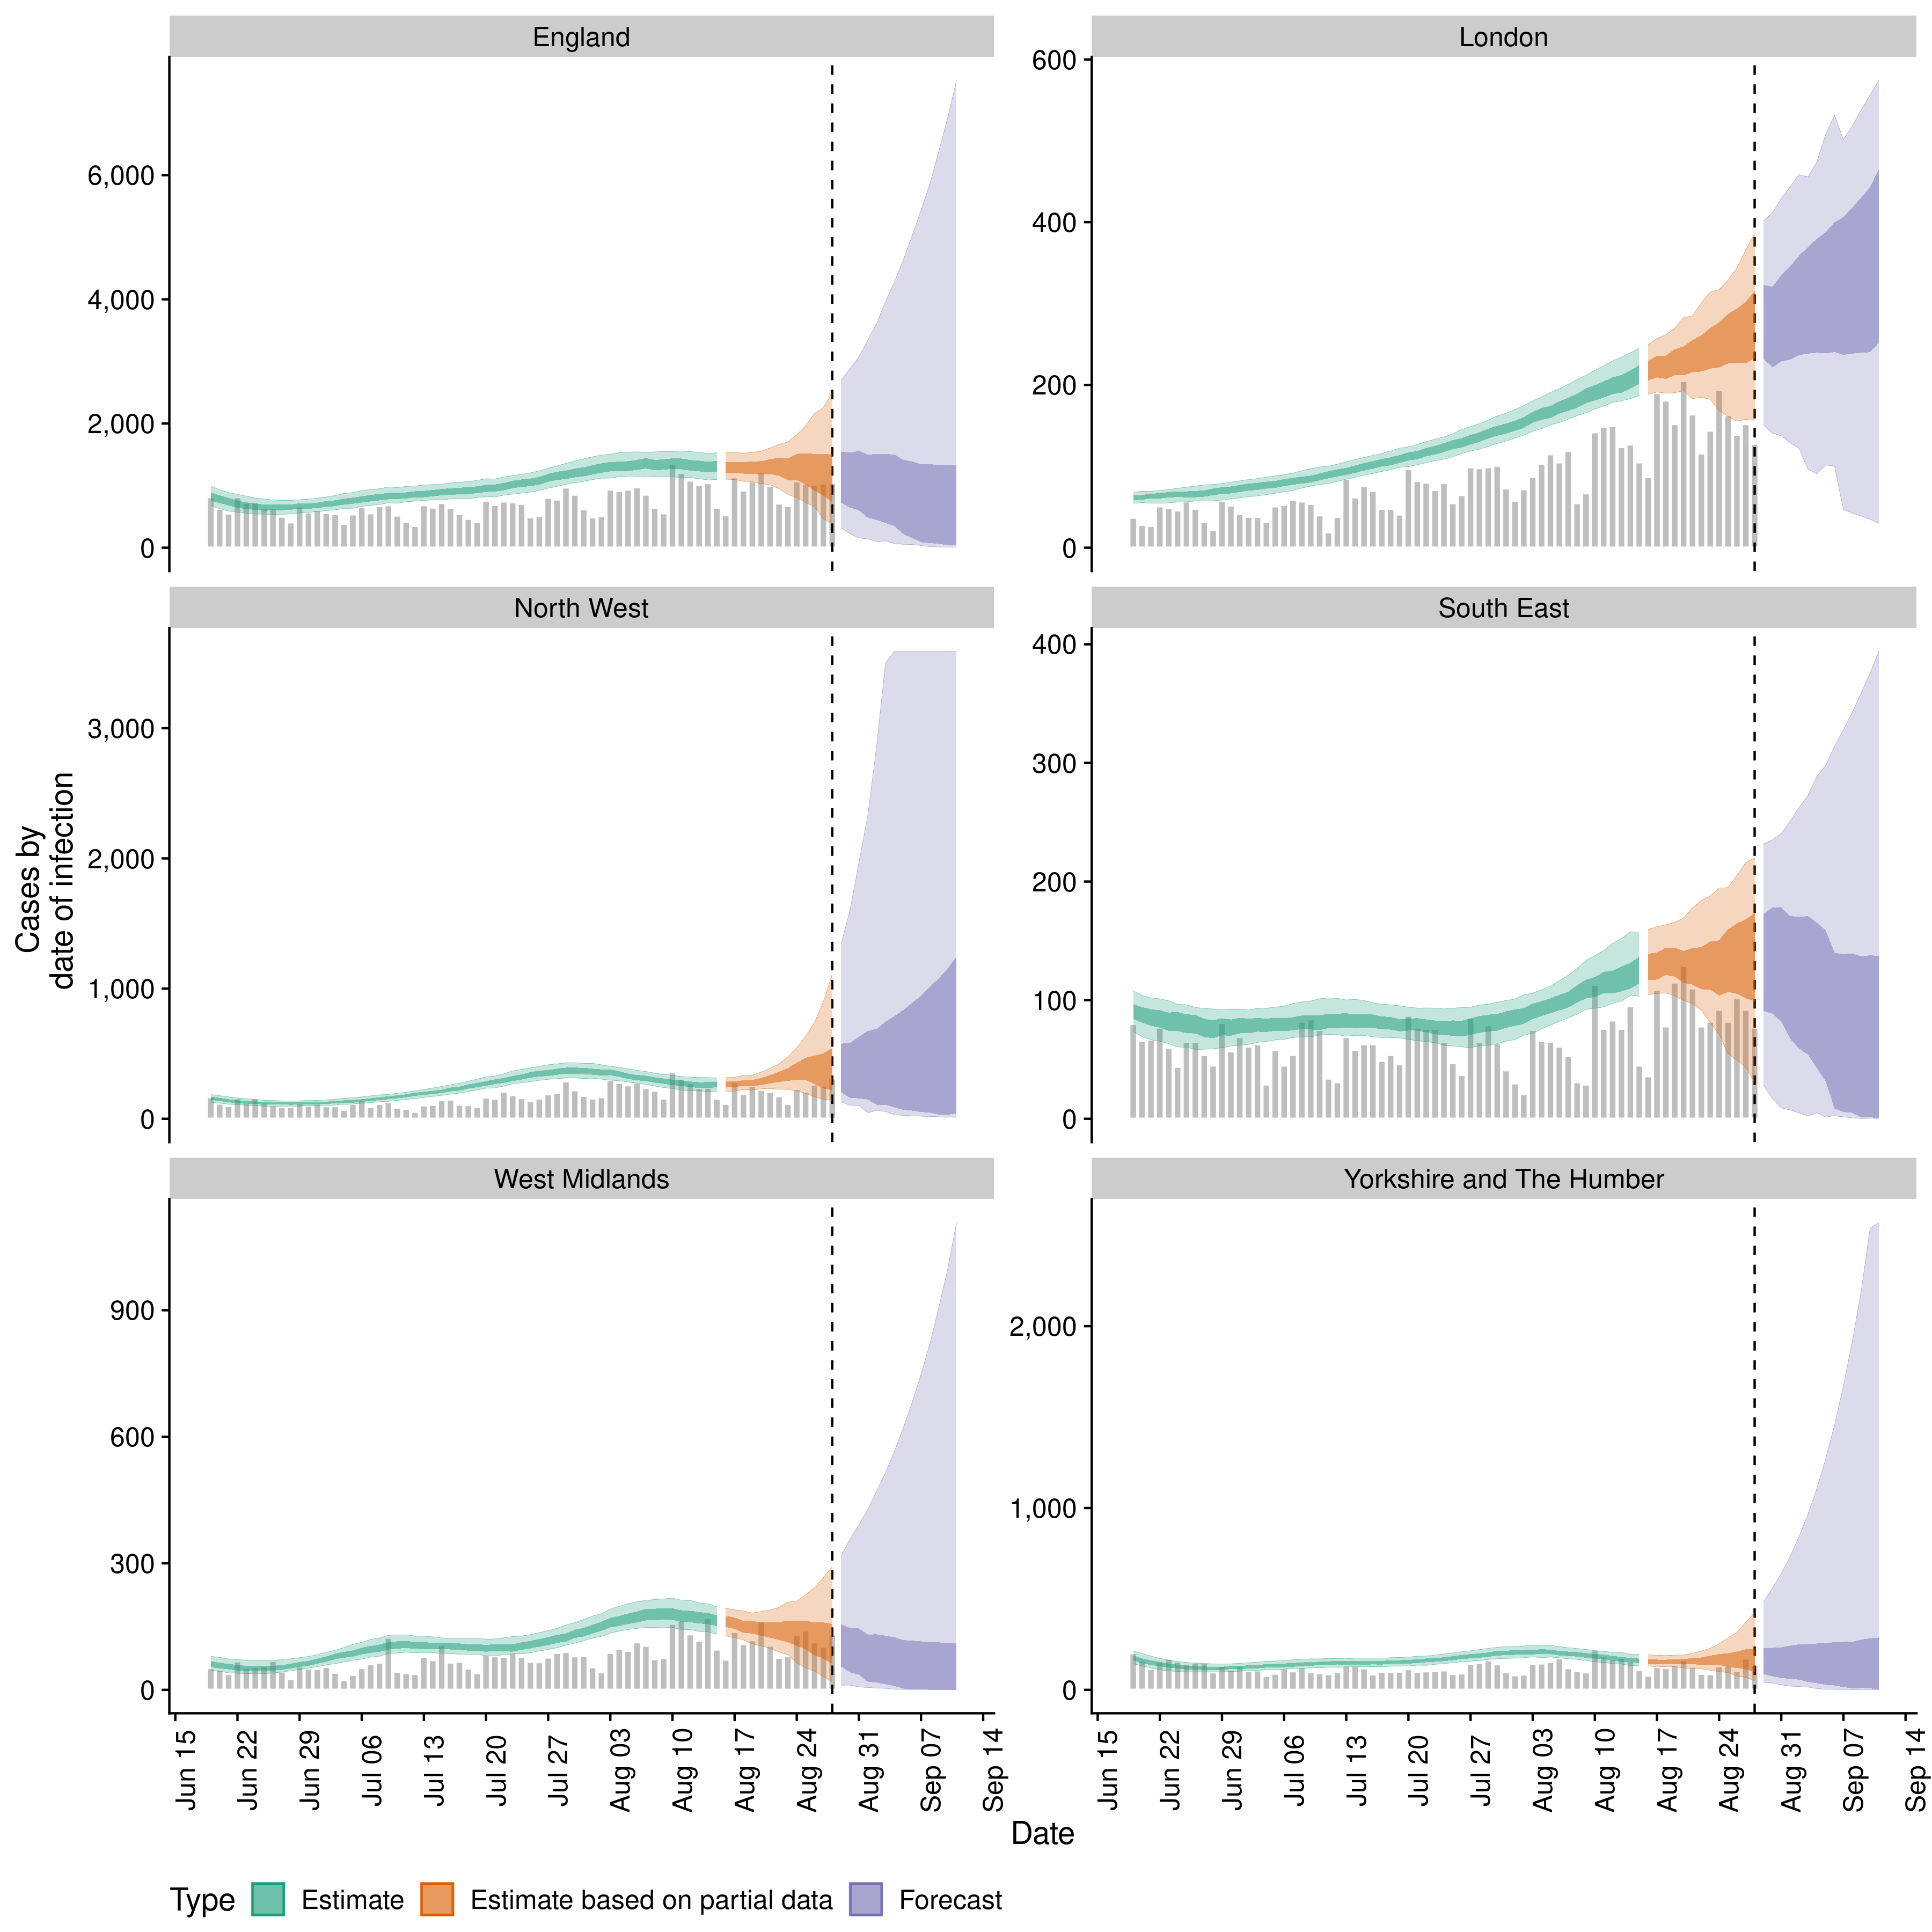 England
London
6,000
4,000
2,000
0
600
400
200
0
North West
South East
3,000
2,000
1,000
0
400
300
200
100
0
West Midlands
Yorkshire and The Humber
900
600
300
0
2,000
1,000
0
Cases by
date of infection
Jun 15
Jun 22
Jun 29
Jul 06
Jul 13
Jul 20
Jul 27
Aug 03
Aug 10
Aug 17
Aug 24
Aug 31
Sep 07
Sep 14
Jun 15
Jun 22
Jun 29
Jul 06
Jul 13
Jul 20
Jul 27
Aug 03
Aug 10
Aug 17
Aug 24
Aug 31
Sep 07
Sep 14
Date
Type Estimate Estimate based on partial data Forecast